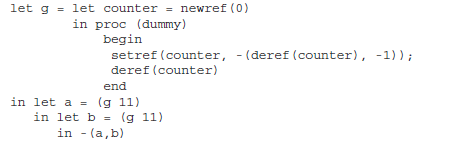 let g = let counter = newref(0)
        in proc (dummy)
            begin
             setref(counter, -(deref(counter), -1));
             deref(counter)
            end
in let a = (g 11)
   in let b = (g 11)
      in -(a,b)